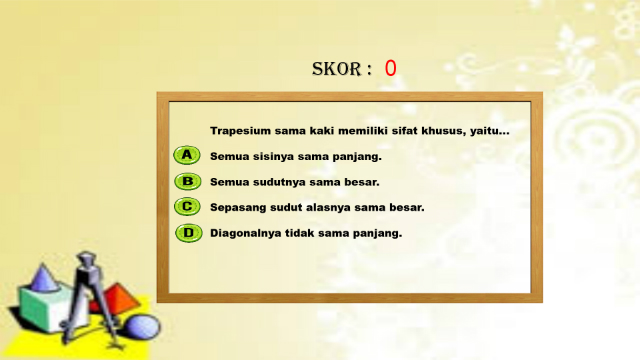 SKOR : 0
Trapesium sama kaki memiliki sifat khusus, yaitu...
A Semua sisinya sama panjang.
B Semua sudutnya sama besar.
C Sepasang sudut alasnya sama besar.
D Diagonalnya tidak sama panjang.